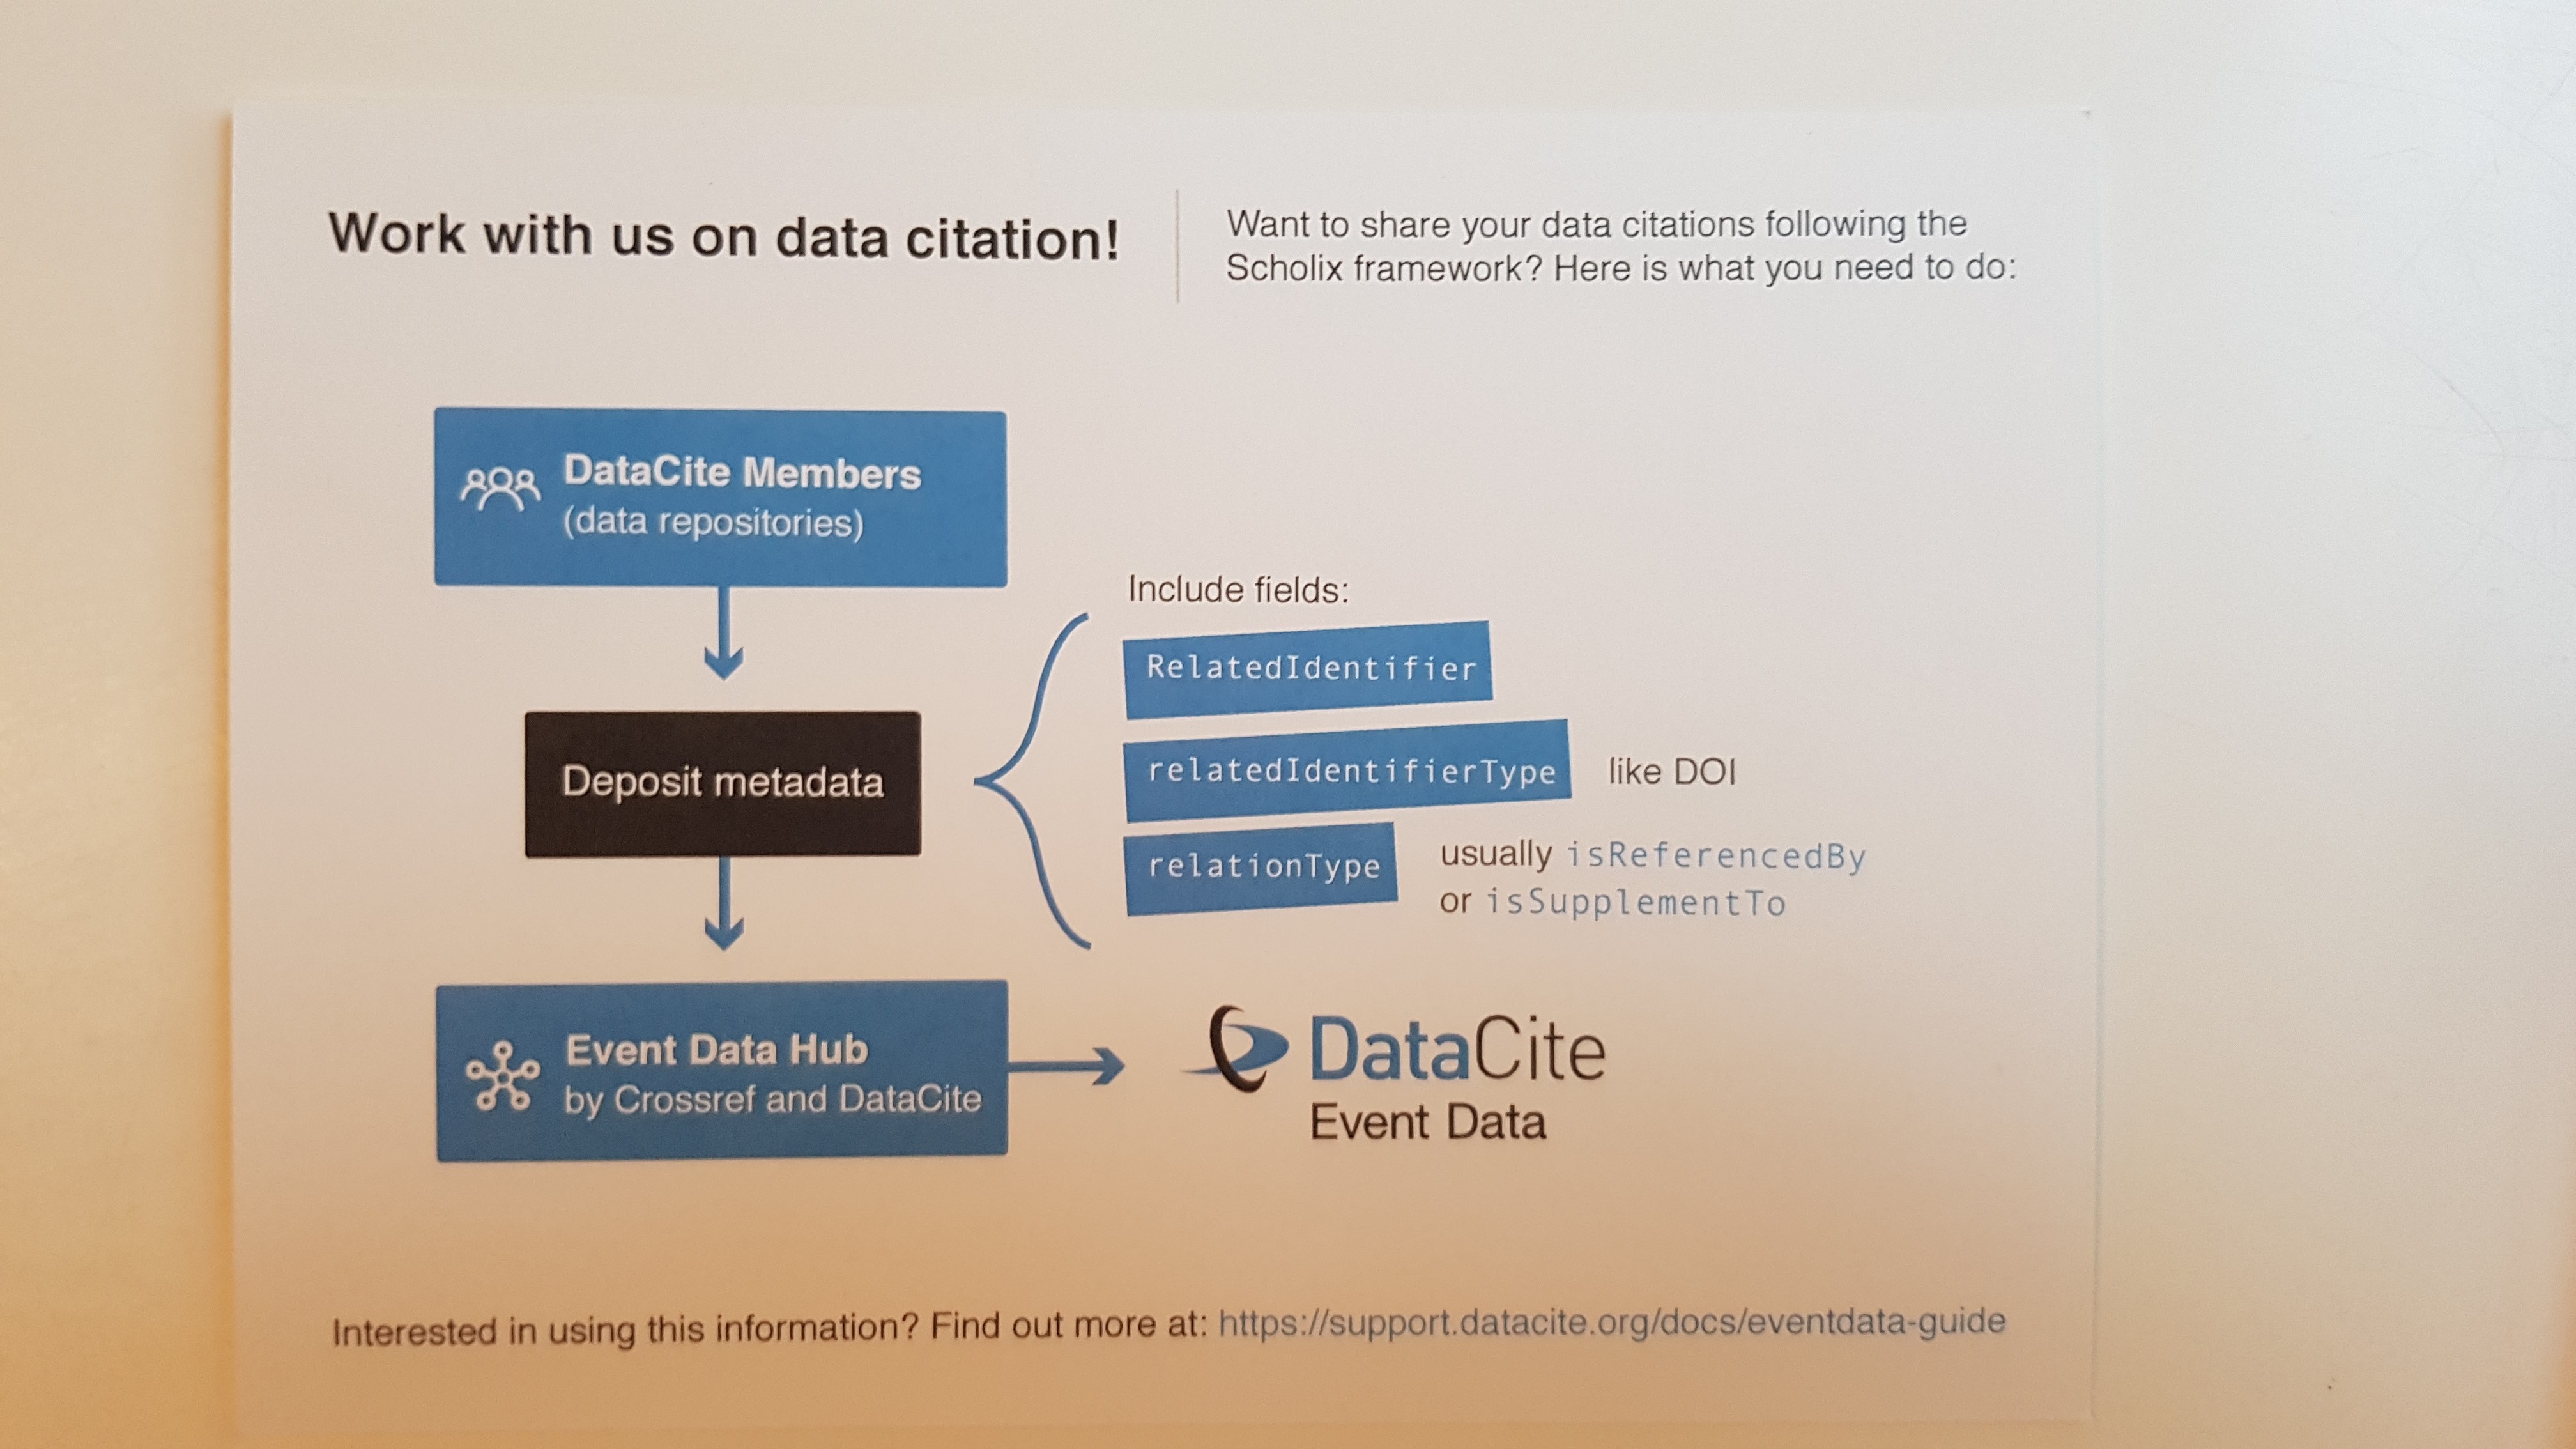 Work with us on data citation!
Want to share your data citations following the
Scholix framework? Here is what you need to do:
DataCite Members
(data repositories)
Include fields:
RelatedIdentifier
Deposit metadata
relatedIdentifierType like DOI
relationType usually isReferencedBy
or isSupplementTo
Event Data Hub
by Crossref and DataCite
DataCite
Event Data
Interested in using this information? Find out more at: https://support.datacite.org/docs/eventdata-guide